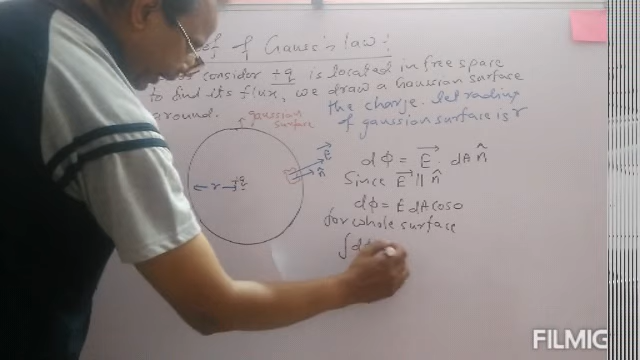 of Gauss's law:
consider +q is located in free space
to find its flux, we draw a Gaussian surface
around. the charge. let radius
of gaussian surface is r
gaussian
surface
E
n̂
r
+q
dϕ = E⃗ . dA n̂
Since E⃗ || n̂
dϕ = E dA cos0
for whole surface
∫d
FILMIG